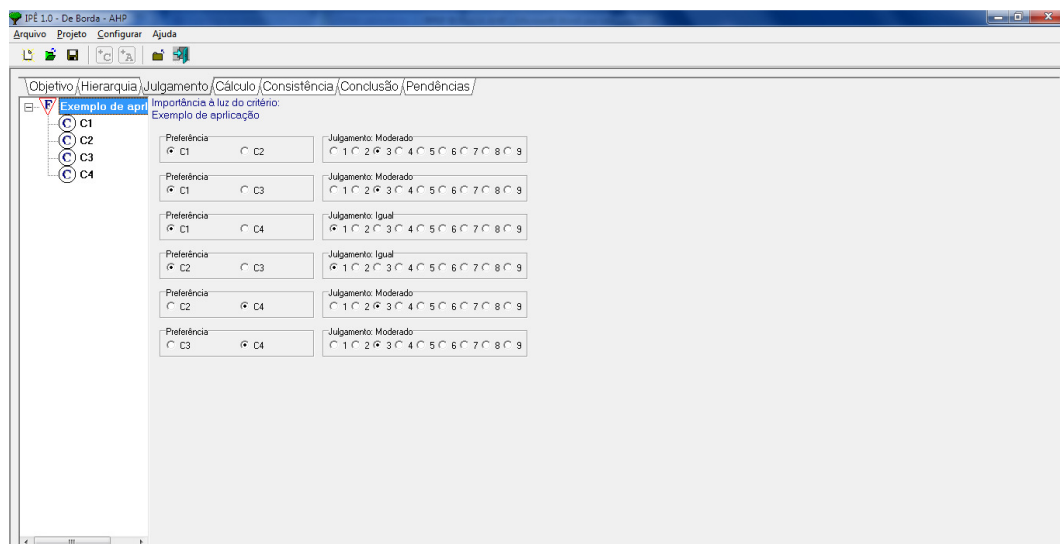 IPÊ 1.0 - De Borda - AHP
Arquivo Projeto Configurar Ajuda
+C +A
Objetivo Hierarquia Julgamento Cálculo Consistência Conclusão Pendências
F Exemplo de aprl
C C1
C C2
C C3
C C4
Importância à luz do critério:
Exemplo de aprlicação
Preferência Julgamento: Moderado
C1 C2 1 2 3 4 5 6 7 8 9
Preferência Julgamento: Moderado
C1 C3 1 2 3 4 5 6 7 8 9
Preferência Julgamento: Igual
C1 C4 1 2 3 4 5 6 7 8 9
Preferência Julgamento: Igual
C2 C3 1 2 3 4 5 6 7 8 9
Preferência Julgamento: Moderado
C2 C4 1 2 3 4 5 6 7 8 9
Preferência Julgamento: Moderado
C3 C4 1 2 3 4 5 6 7 8 9